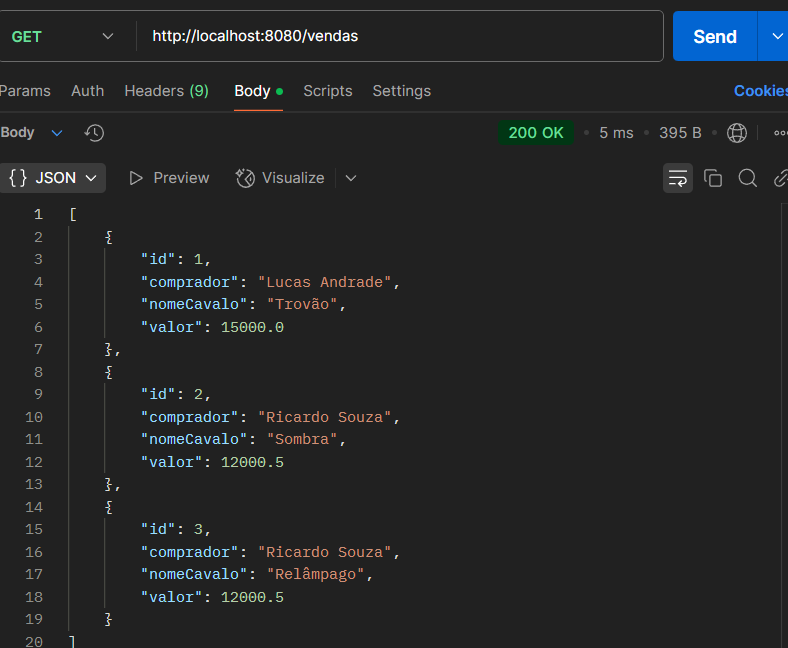 GET http://localhost:8080/vendas Send
Params Auth Headers (9) Body Scripts Settings Cookies
Body 200 OK 5 ms 395 B
{} JSON Preview Visualize
1 [
2 {
3 "id": 1,
4 "comprador": "Lucas Andrade",
5 "nomeCavalo": "Trovão",
6 "valor": 15000.0
7 },
8 {
9 "id": 2,
10 "comprador": "Ricardo Souza",
11 "nomeCavalo": "Sombra",
12 "valor": 12000.5
13 },
14 {
15 "id": 3,
16 "comprador": "Ricardo Souza",
17 "nomeCavalo": "Relâmpago",
18 "valor": 12000.5
19 }
20 ]